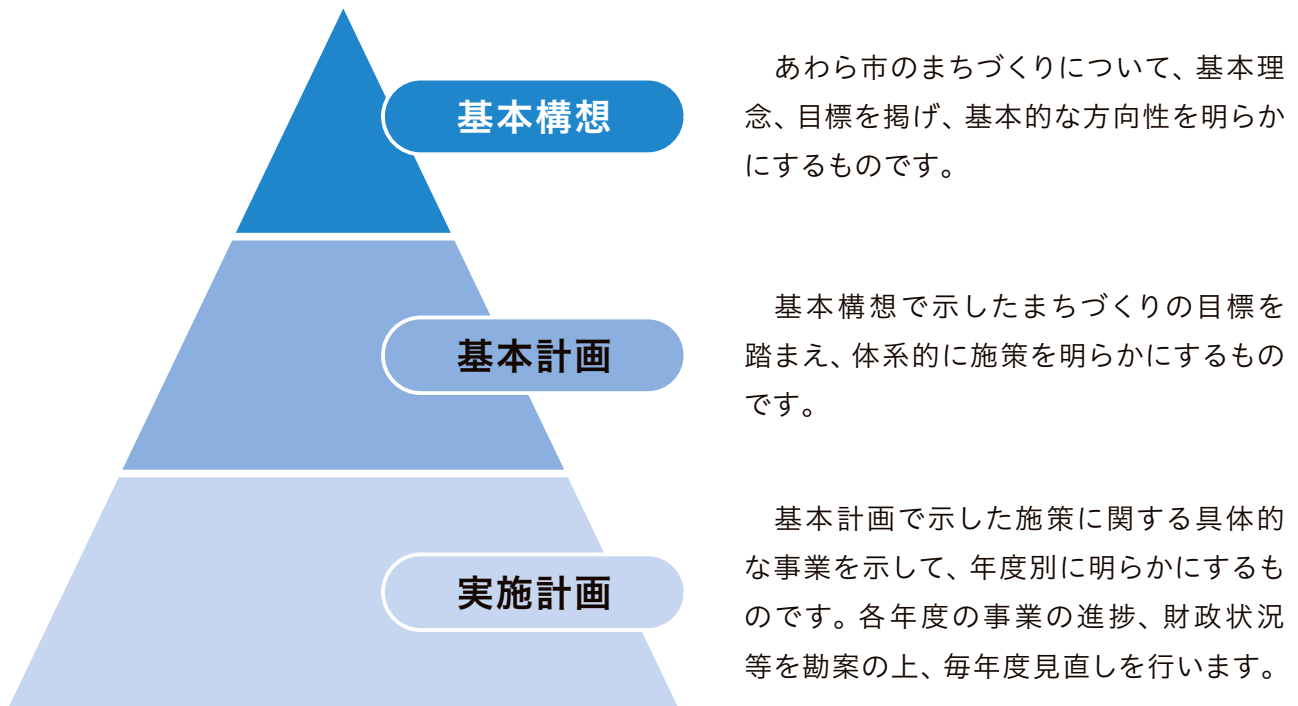 基本構想
あわら市のまちづくりについて、基本理
念、目標を掲げ、基本的な方向性を明らか
にするものです。
基本計画
基本構想で示したまちづくりの目標を
踏まえ、体系的に施策を明らかにするもの
です。
実施計画
基本計画で示した施策に関する具体的
な事業を示して、年度別に明らかにするも
のです。各年度の事業の進捗、財政状況
等を勘案の上、毎年度見直しを行います。